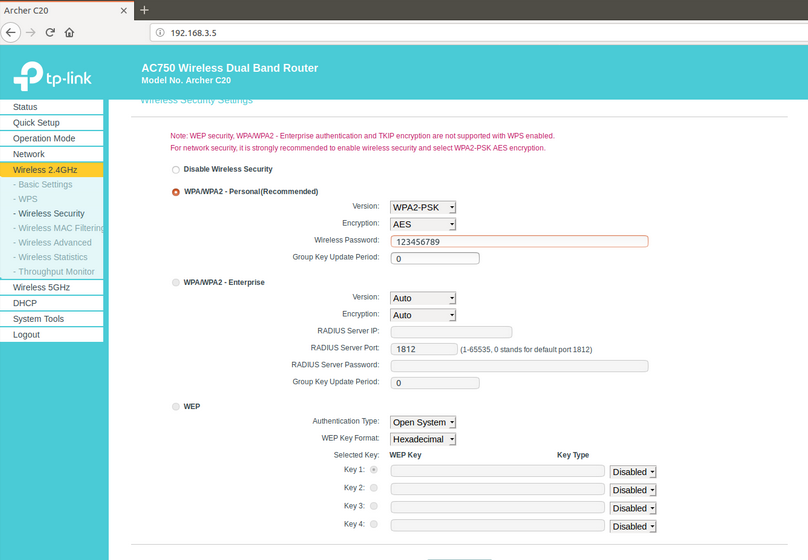 Archer C20
192.168.3.5
tp-link
AC750 Wireless Dual Band Router
Model No. Archer C20
Status
Quick Setup
Operation Mode
Network
Wireless 2.4GHz
- Basic Settings
- WPS
- Wireless Security
- Wireless MAC Filtering
- Wireless Advanced
- Wireless Statistics
- Throughput Monitor
Wireless 5GHz
DHCP
System Tools
Logout
Wireless Security Settings
Note: WEP security, WPA/WPA2 - Enterprise authentication and TKIP encryption are not supported with WPS enabled.
For network security, it is strongly recommended to enable wireless security and select WPA2-PSK AES encryption.
Disable Wireless Security
WPA/WPA2 - Personal(Recommended)
Version: WPA2-PSK
Encryption: AES
Wireless Password: 123456789
Group Key Update Period: 0
WPA/WPA2 - Enterprise
Version: Auto
Encryption: Auto
RADIUS Server IP:
RADIUS Server Port: 1812 (1-65535, 0 stands for default port 1812)
RADIUS Server Password:
Group Key Update Period: 0
WEP
Authentication Type: Open System
WEP Key Format: Hexadecimal
Selected Key: WEP Key Key Type
Key 1: Disabled
Key 2: Disabled
Key 3: Disabled
Key 4: Disabled